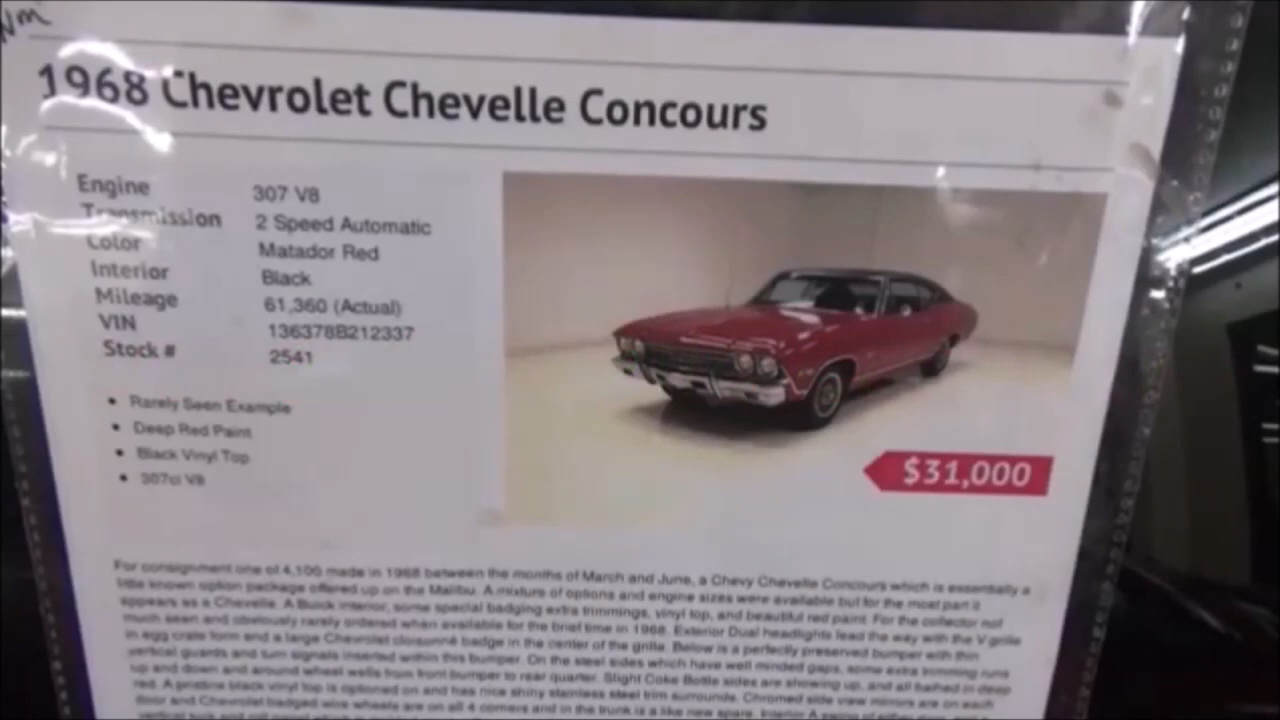 1968 Chevrolet Chevelle Concours
Engine 307 V8
Transmission 2 Speed Automatic
Color Matador Red
Interior Black
Mileage 61,360 (Actual)
VIN 136378B212337
Stock # 2541
• Rarely Seen Example
• Deep Red Paint
• Black Vinyl Top
• 307ci V8
$31,000
For consignment one of 4,100 made in 1968 between the months of March and June, a Chevy Chevelle Concours which is essentially a
little known option package offered up on the Malibu. A mixture of options and engine sizes were available but for the most part it
appears as a Chevelle. A Buick interior, some special badging extra trimmings, vinyl top, and beautiful red paint. For the collector not
much seen and obviously rarely ordered when available for the brief time in 1968. Exterior Dual headlights lead the way with the V grille
in egg crate form and a large Chevrolet cloisonné badge in the center of the grille. Below is a perfectly preserved bumper with thin
vertical guards and turn signals inserted within this bumper. On the steel sides which have well minded gaps, some extra trimming runs
up and down and around wheel wells from front bumper to rear quarter. Slight Coke Bottle sides are showing up, and all bathed in deep
red. A pristine black vinyl top is optioned on and has nice shiny stainless steel trim surrounds. Chromed side view mirrors are on each
door and Chevrolet badged wire wheels are on all 4 corners and in the trunk is a like new spare. Interior A swing of either door